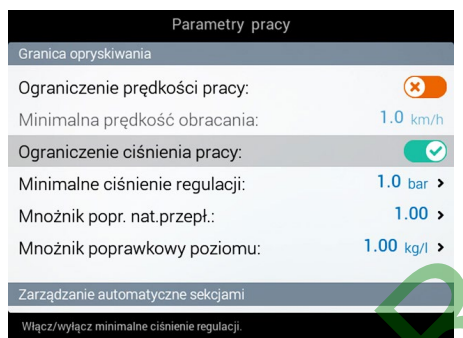 Parametry pracy
Granica opryskiwania
Ograniczenie prędkości pracy:
Minimalna prędkość obracania: 1.0 km/h
Ograniczenie ciśnienia pracy:
Minimalne ciśnienie regulacji: 1.0 bar >
Mnożnik popr. nat.przepł.: 1.00 >
Mnożnik poprawkowy poziomu: 1.00 kg/l >
Zarządzanie automatyczne sekcjami
Włącz/wyłącz minimalne ciśnienie regulacji.